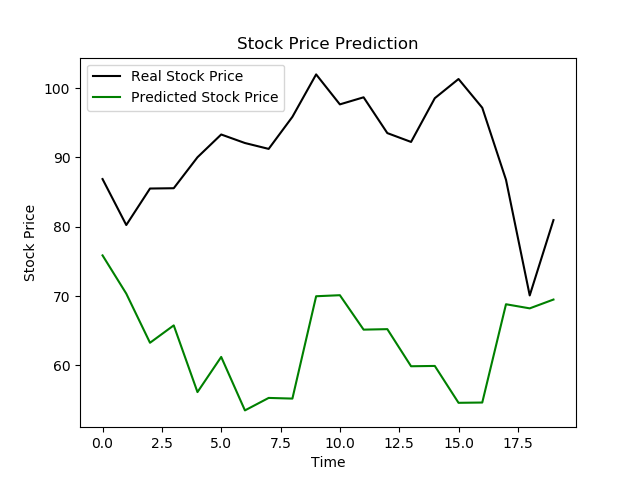 Stock Price Prediction
Real Stock Price
Predicted Stock Price
100
90
80
70
60
Stock Price
0.0 2.5 5.0 7.5 10.0 12.5 15.0 17.5
Time